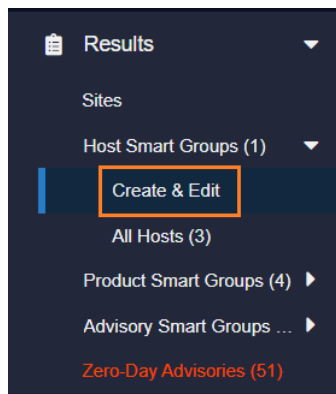 Results
Sites
Host Smart Groups (1)
Create & Edit
All Hosts (3)
Product Smart Groups (4)
Advisory Smart Groups ...
Zero-Day Advisories (51)